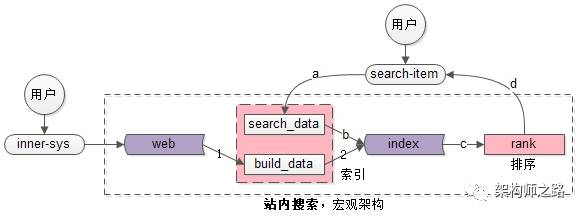 用户
a
search-item
d
用户
search_data
b
inner-sys
web
1
index
c
rank
build_data
2
索引
排序
站内搜索，宏观架构
架构师之路